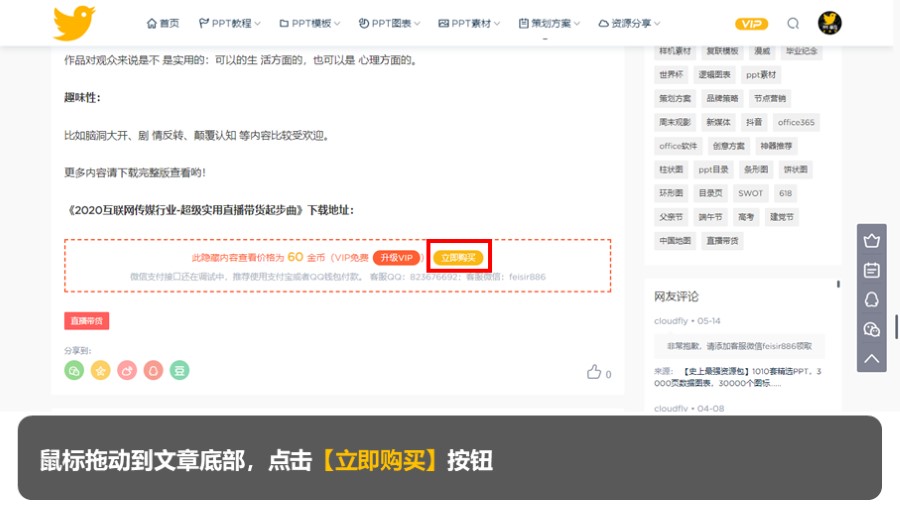 首页
PPT教程
PPT模板
PPT图表
PPT素材
策划方案
资源分享
VIP
作品对观众来说是不 是实用的：可以的生 活方面的，也可以是 心理方面的。
趣味性：
比如脑洞大开、剧 情反转、颠覆认知 等内容比较受欢迎。
更多内容请下载完整版查看哟！
《2020互联网传媒行业-超级实用直播带货起步曲》下载地址：
此隐藏内容查看价格为 60 金币（VIP免费 升级VIP ） 立即购买
微信支付接口还在调试中，推荐使用支付宝或者QQ钱包付款。 客服QQ：823676692；客服微信：feisir886
直播带货
分享到：
0
样机素材 复联模板 漫威 毕业纪念
世界杯 逻辑图表 ppt素材
策划方案 品牌策略 节点营销
周末观影 新媒体 抖音 office365
office软件 创意方案 神器推荐
柱状图 ppt目录 条形图 饼状图
环形图 目录页 SWOT 618
父亲节 端午节 高考 建党节
中国地图 直播带货
网友评论
cloudfly • 05-14
非常抱歉，请添加客服微信feisir886领取
来源： 【史上最强资源包】1010套精选PPT、3
000页数据图表、30000个图标.....
cloudfly • 04-08
鼠标拖动到文章底部，点击【立即购买】按钮